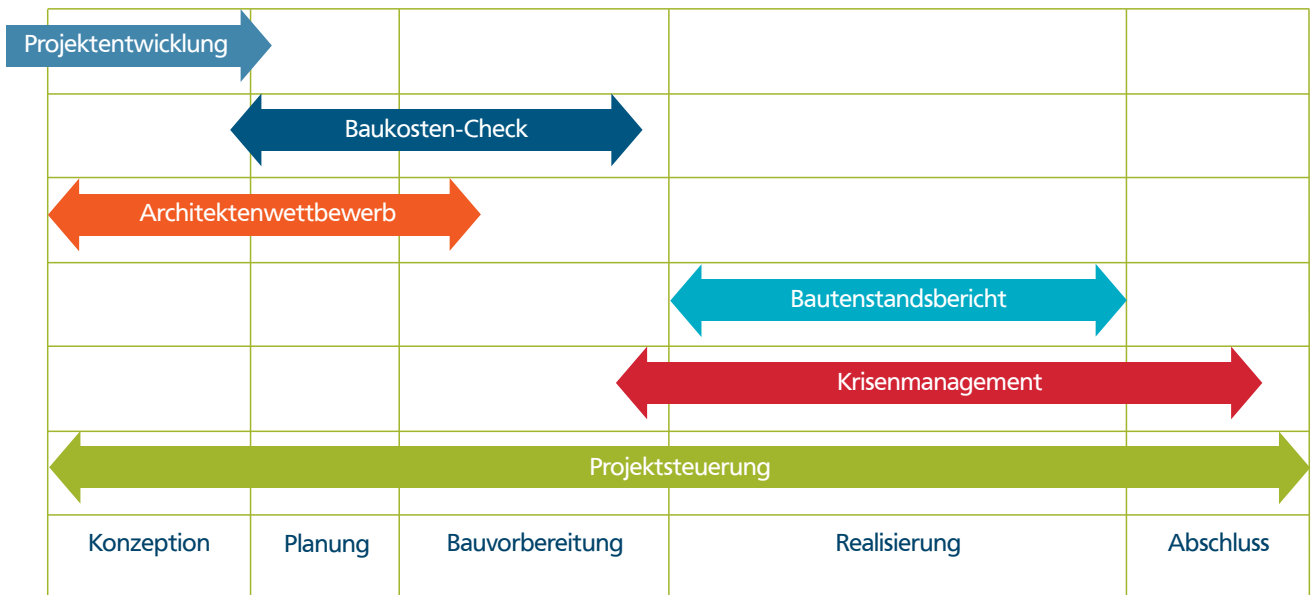 Projektentwicklung
Baukosten-Check
Architektenwettbewerb
Bautenstandsbericht
Krisenmanagement
Projektsteuerung
Konzeption Planung Bauvorbereitung Realisierung Abschluss